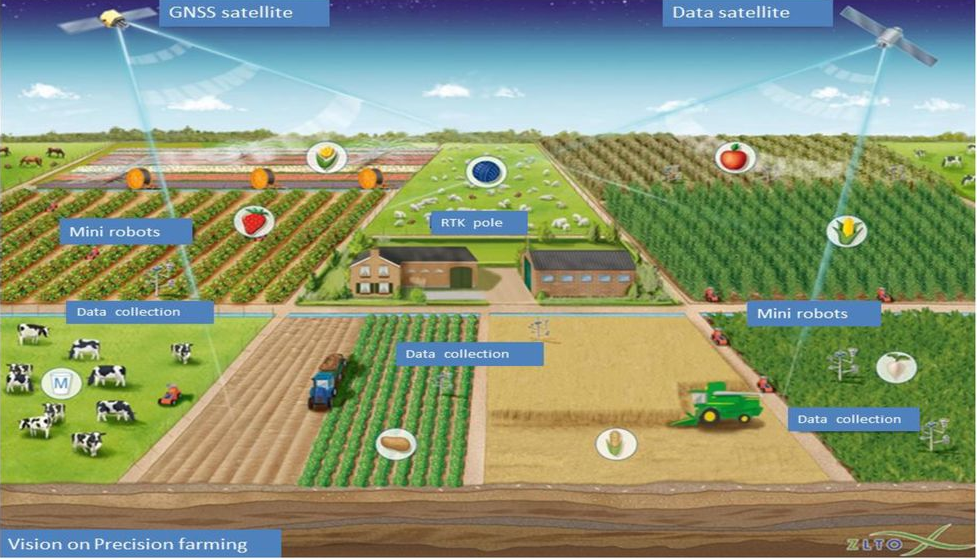 GNSS satellite
Data satellite
RTK pole
Mini robots
Data collection
Mini robots
Data collection
M
Data collection
Vision on Precision farming
ZLTO